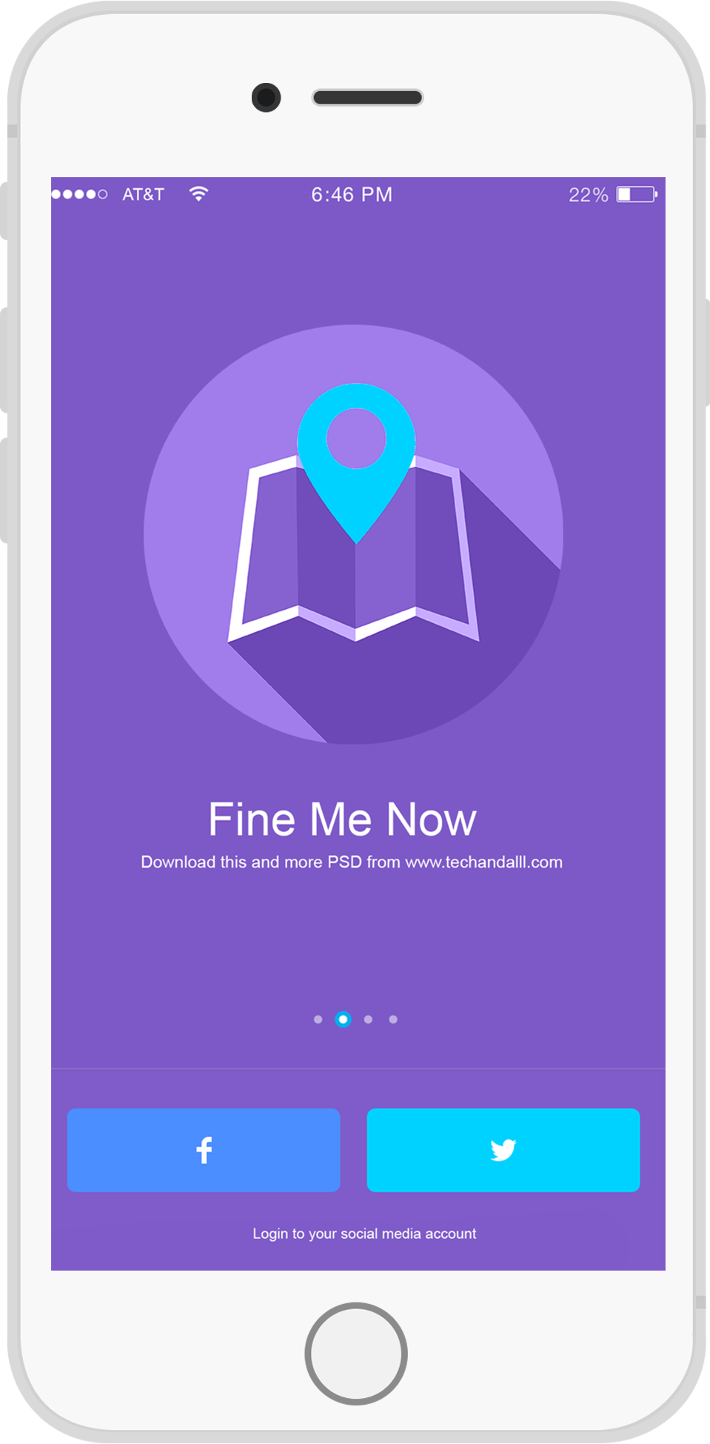 AT&T 6:46 PM 22%
Fine Me Now
Download this and more PSD from www.techandalll.com
Login to your social media account